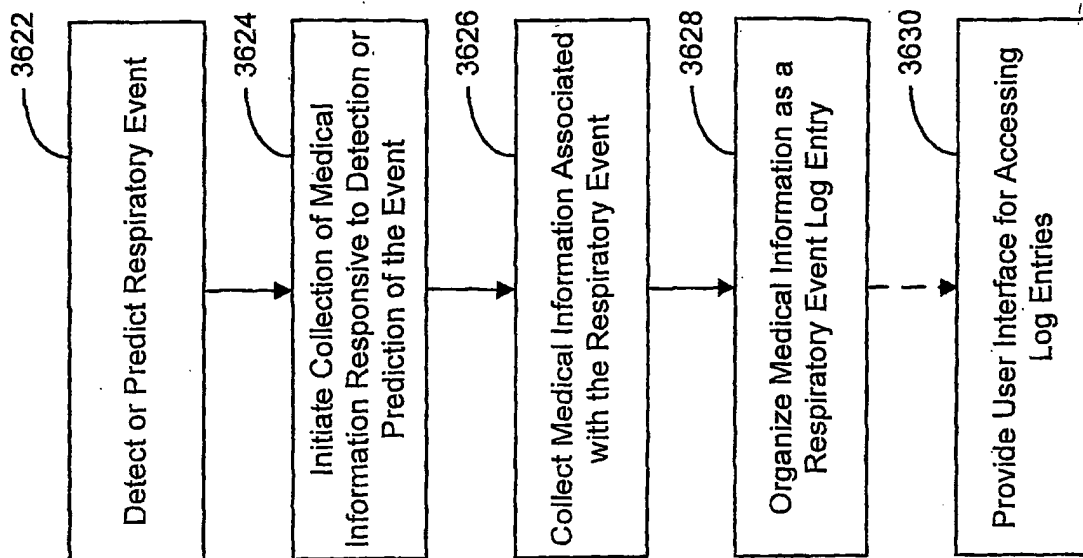 3622
Detect or Predict Respiratory Event
3624
Initiate Collection of Medical
Information Responsive to Detection or
Prediction of the Event
3626
Collect Medical Information Associated
with the Respiratory Event
3628
Organize Medical Information as a
Respiratory Event Log Entry
3630
Provide User Interface for Accessing
Log Entries